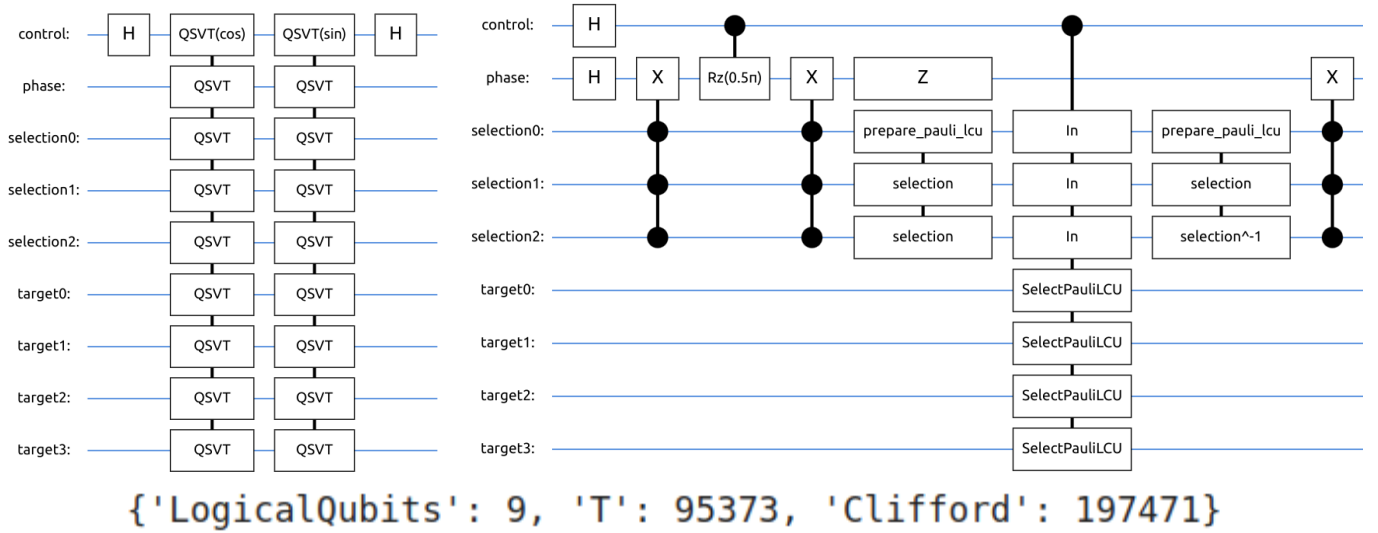 control: H QSVT(cos) QSVT(sin) H
phase: QSVT QSVT
selection0: QSVT QSVT
selection1: QSVT QSVT
selection2: QSVT QSVT
target0: QSVT QSVT
target1: QSVT QSVT
target2: QSVT QSVT
target3: QSVT QSVT
control: H
phase: H X Rz(0.5π) X Z X
selection0: prepare_pauli_lcu In prepare_pauli_lcu
selection1: selection In selection
selection2: selection In selection^-1
target0: SelectPauliLCU
target1: SelectPauliLCU
target2: SelectPauliLCU
target3: SelectPauliLCU
{'LogicalQubits': 9, 'T': 95373, 'Clifford': 197471}